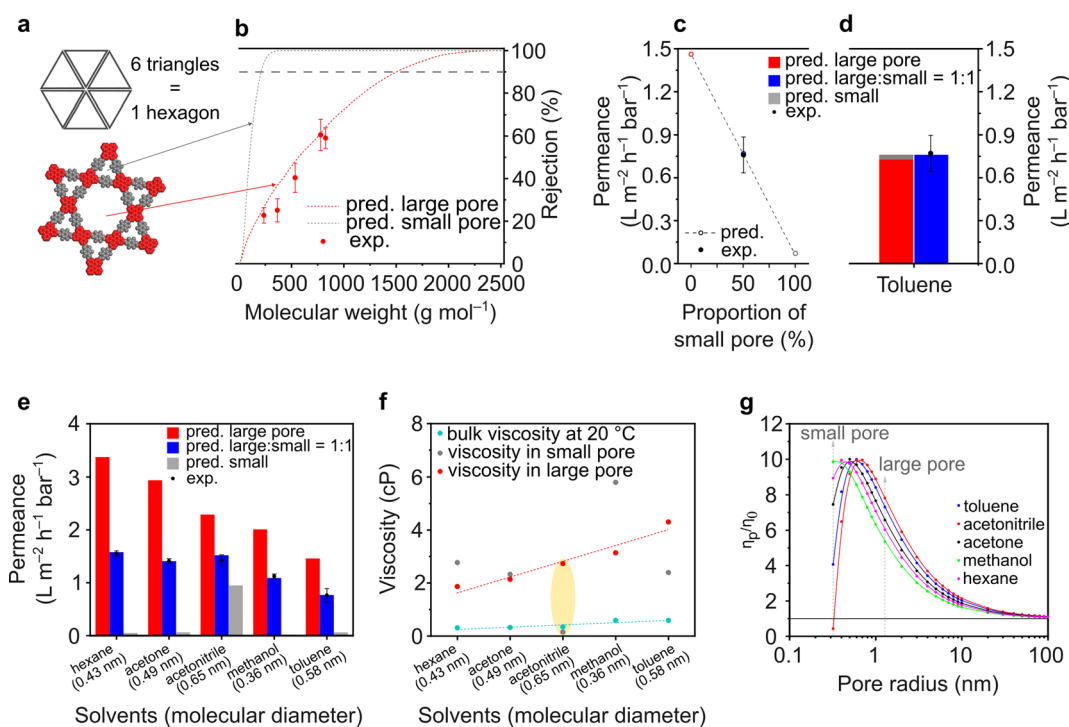 a
6 triangles
=
1 hexagon
b
100
80
60
40
20
0
Rejection (%)
pred. large pore
pred. small pore
exp.
0
500
1000
1500
2000
2500
Molecular weight (g mol⁻¹)
c
Permeance
(L m⁻² h⁻¹ bar⁻¹)
1.5
1.2
0.9
0.6
0.3
0.0
pred.
exp.
0
50
100
Proportion of
small pore (%)
d
pred. large pore
pred. large:small = 1:1
pred. small
exp.
1.5
1.2
0.9
0.6
0.3
0.0
Permeance
(L m⁻² h⁻¹ bar⁻¹)
Toluene
e
Permeance
(L m⁻² h⁻¹ bar⁻¹)
4
3
2
1
0
pred. large pore
pred. large:small = 1:1
pred. small
exp.
hexane
(0.43 nm)
acetone
(0.49 nm)
acetonitrile
(0.65 nm)
methanol
(0.36 nm)
toluene
(0.58 nm)
Solvents (molecular diameter)
f
Viscosity (cP)
8
6
4
2
0
bulk viscosity at 20 °C
viscosity in small pore
viscosity in large pore
hexane
(0.43 nm)
acetone
(0.49 nm)
acetonitrile
(0.65 nm)
methanol
(0.36 nm)
toluene
(0.58 nm)
Solvents (molecular diameter)
g
ηp/η0
12
10
8
6
4
2
0
small pore
large pore
toluene
acetonitrile
acetone
methanol
hexane
0.1
1
10
100
Pore radius (nm)